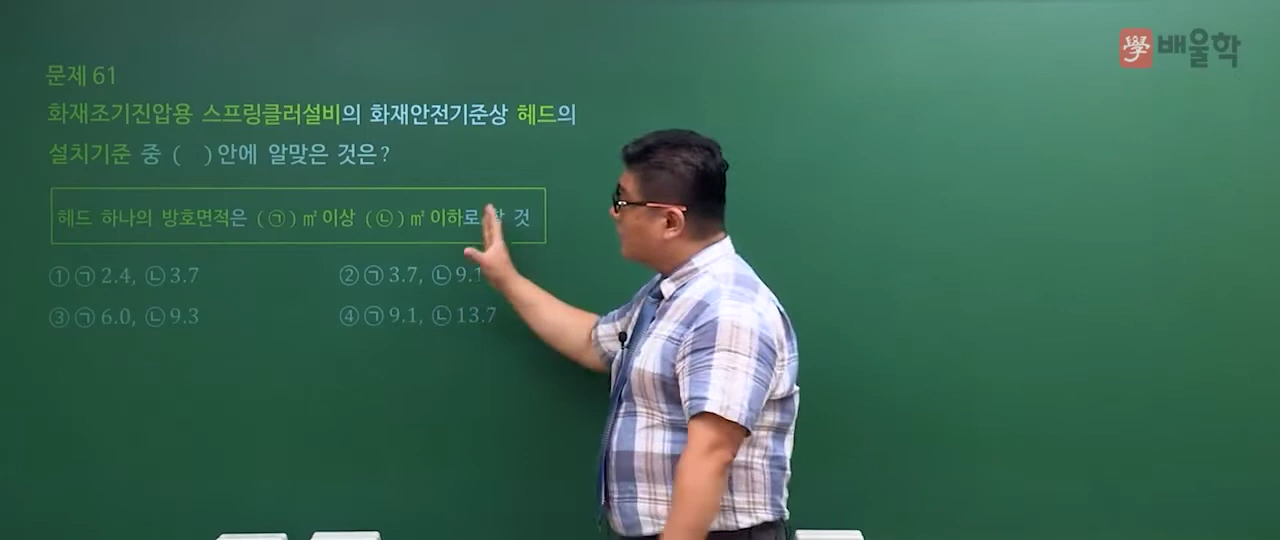 學 배울학
문제 61
화재조기진압용 스프링클러설비의 화재안전기준상 헤드의
설치기준 중 ( ) 안에 알맞은 것은?
헤드 하나의 방호면적은 (㉠)㎡ 이상 (㉡)㎡ 이하로 할 것
① ㉠ 2.4, ㉡ 3.7
② ㉠ 3.7, ㉡ 9.1
③ ㉠ 6.0, ㉡ 9.3
④ ㉠ 9.1, ㉡ 13.7